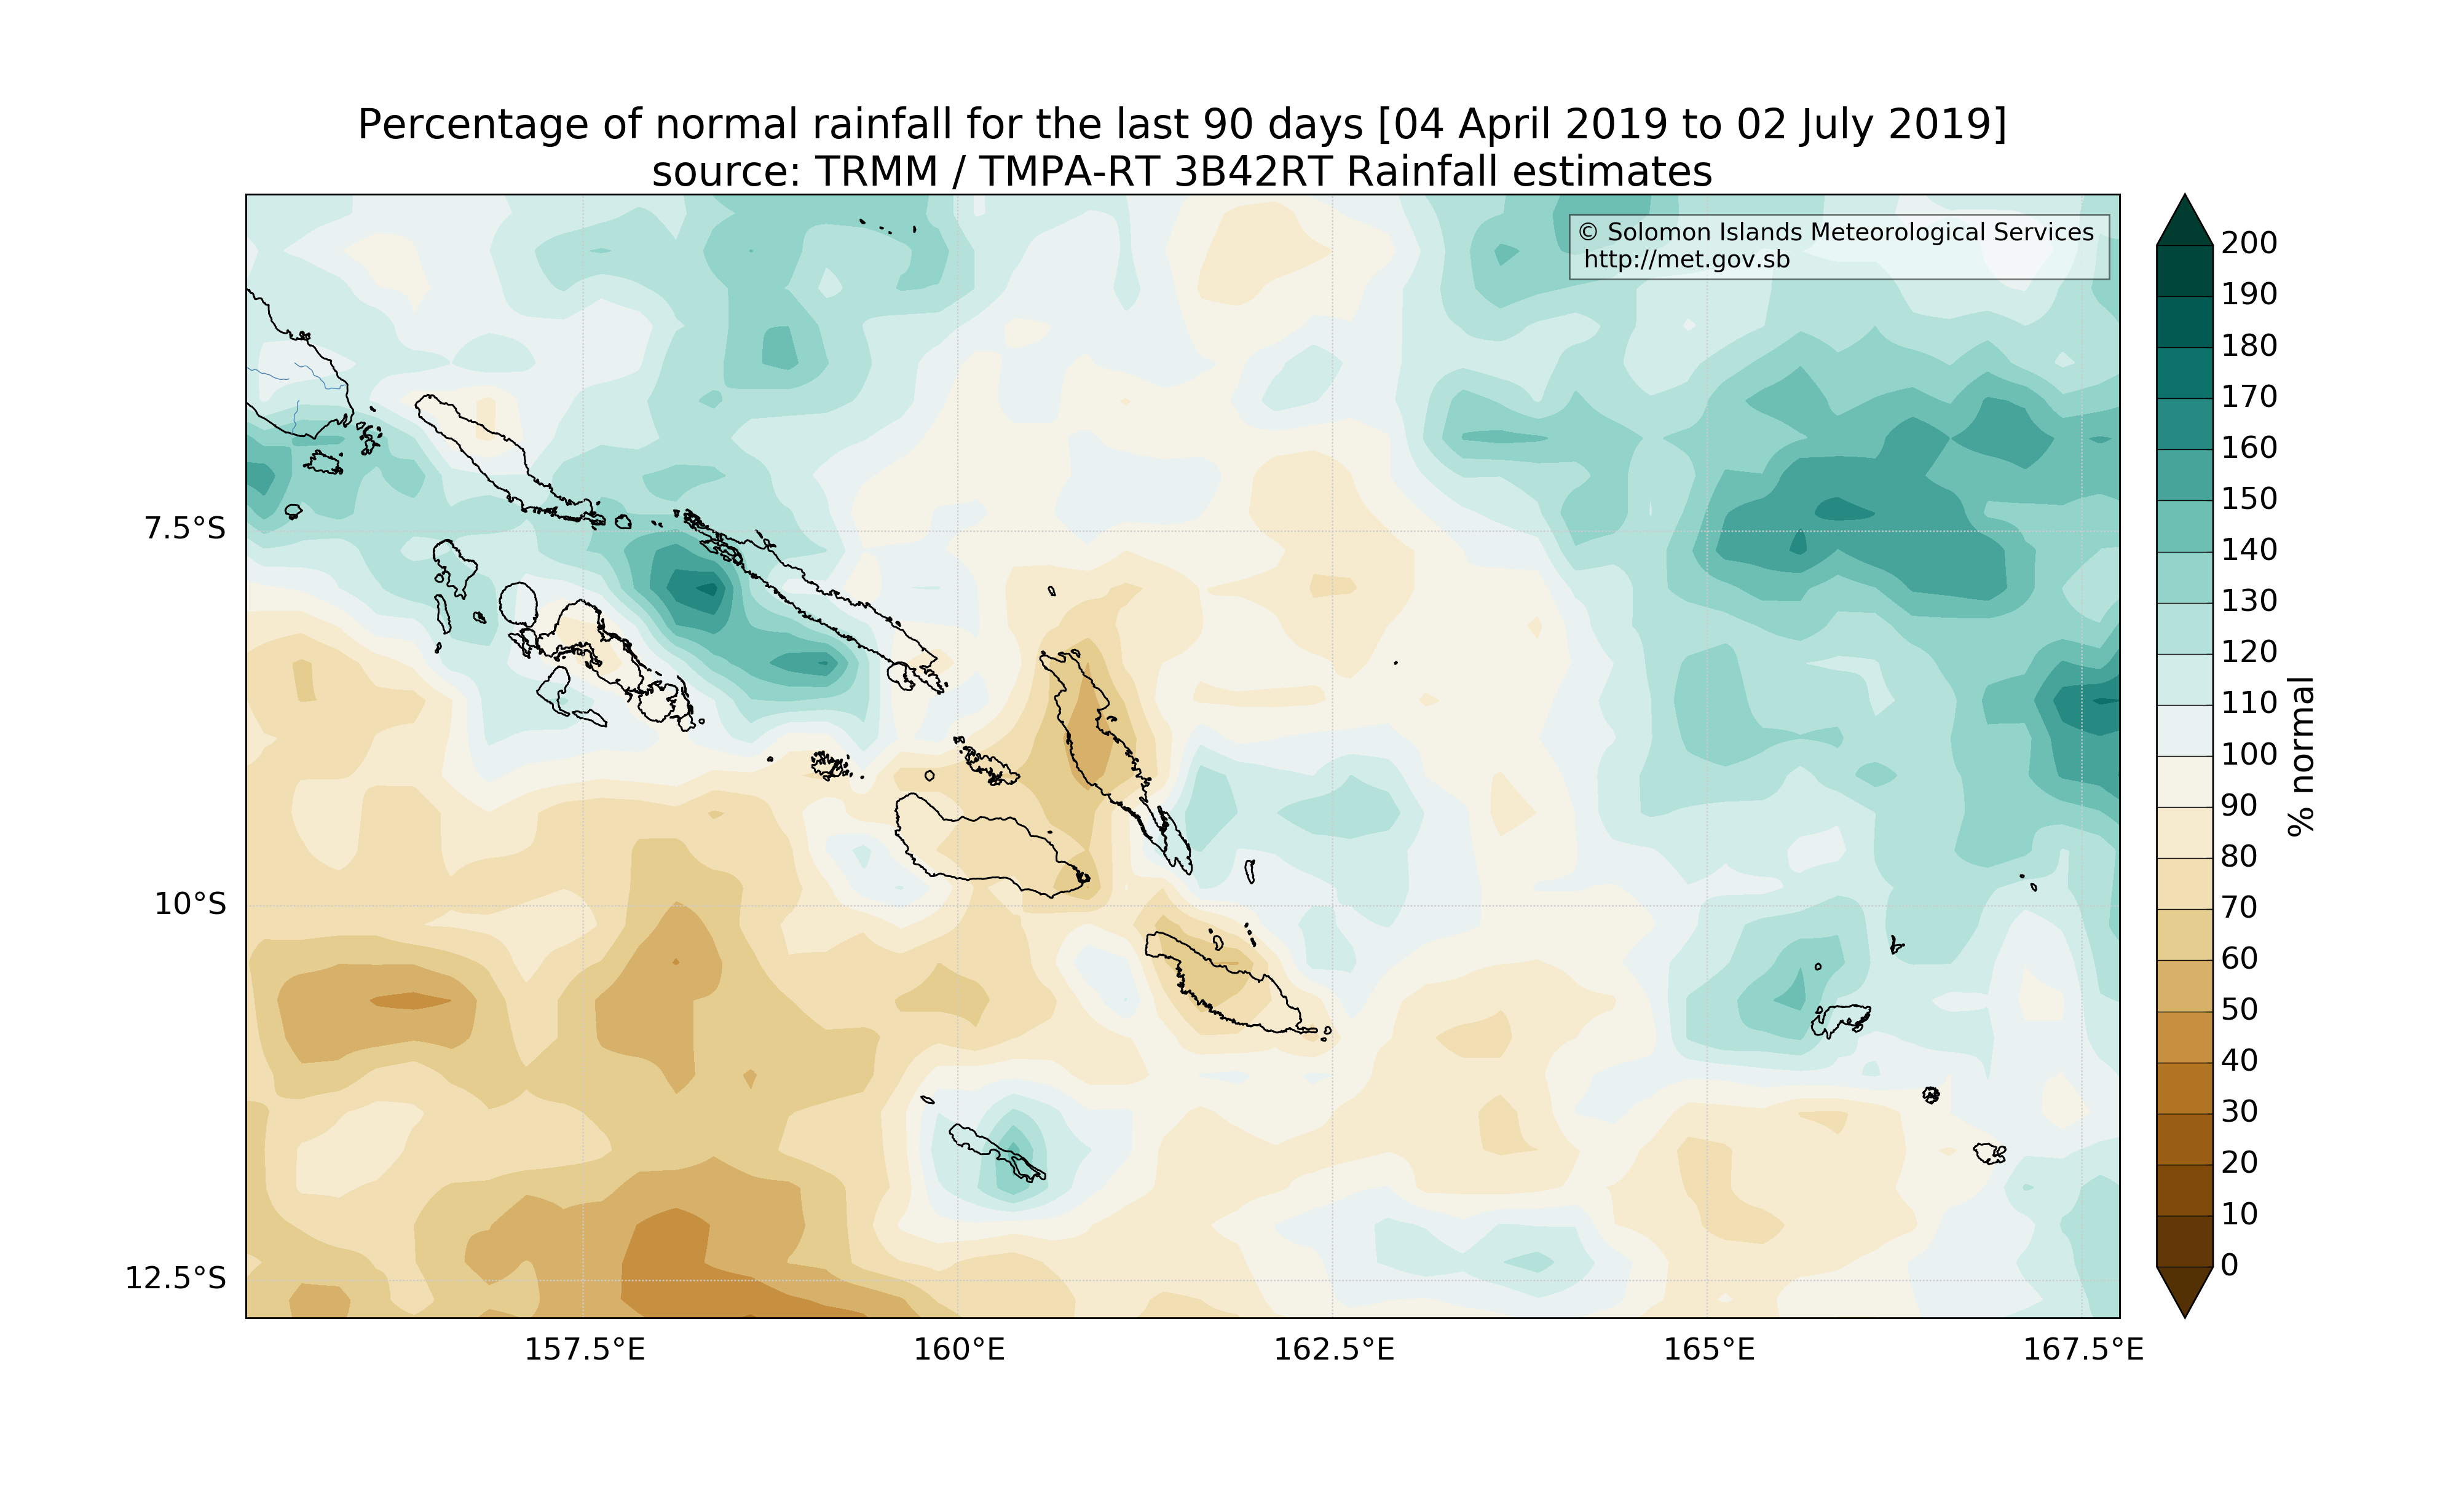 Percentage of normal rainfall for the last 90 days [04 April 2019 to 02 July 2019]
source: TRMM / TMPA-RT 3B42RT Rainfall estimates
© Solomon Islands Meteorological Services
http://met.gov.sb
7.5°S
10°S
12.5°S
157.5°E
160°E
162.5°E
165°E
167.5°E
200
190
180
170
160
150
140
130
120
110
100
90
80
70
60
50
40
30
20
10
0
% normal